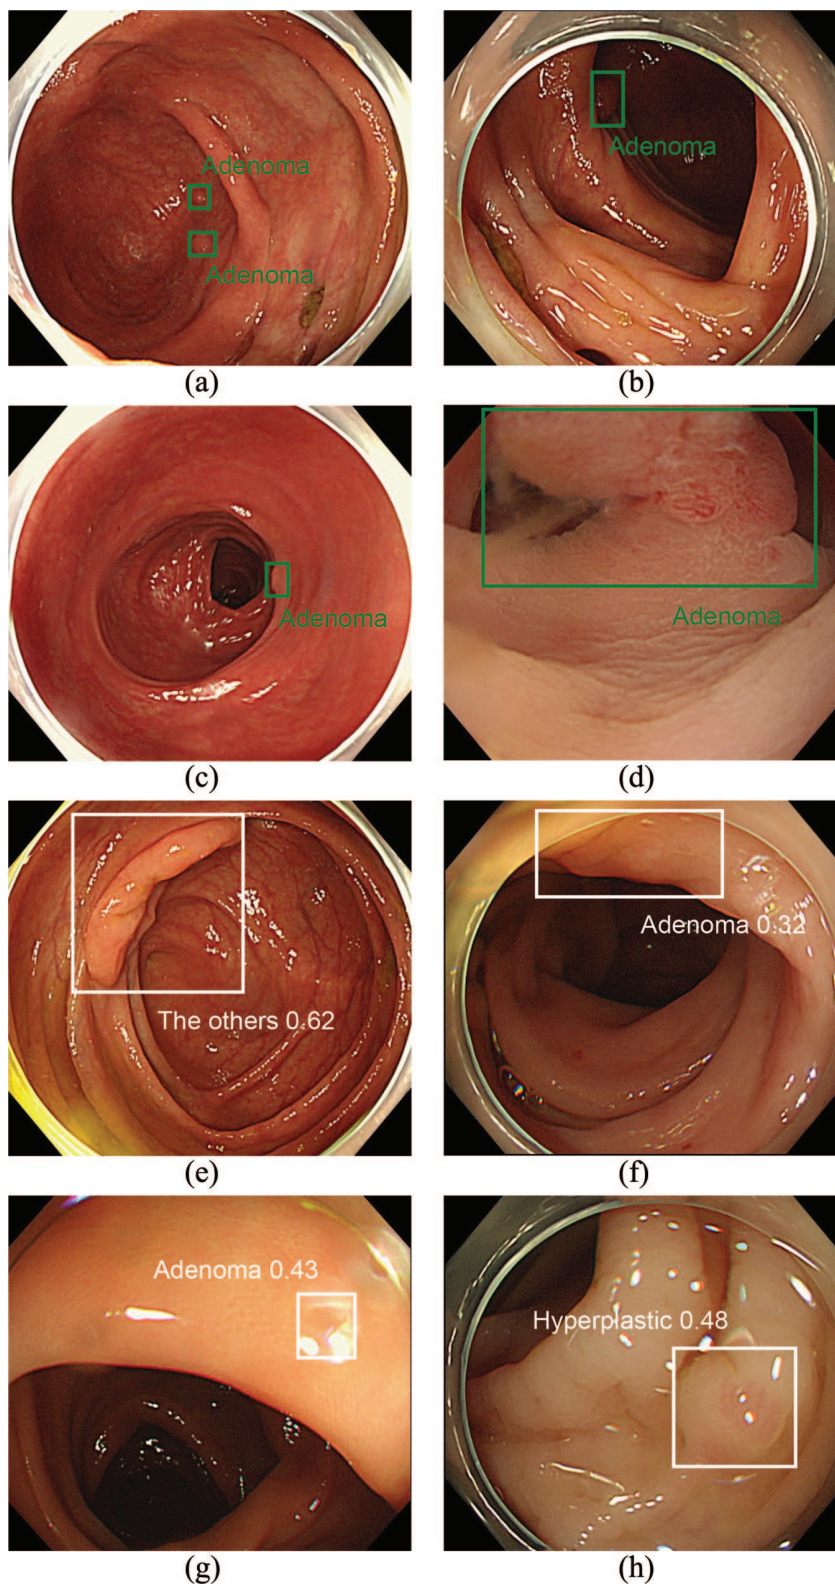 Adenoma
Adenoma
(a)
Adenoma
(b)
Adenoma
(c)
Adenoma
(d)
The others 0.62
(e)
Adenoma 0.32
(f)
Adenoma 0.43
(g)
Hyperplastic 0.48
(h)